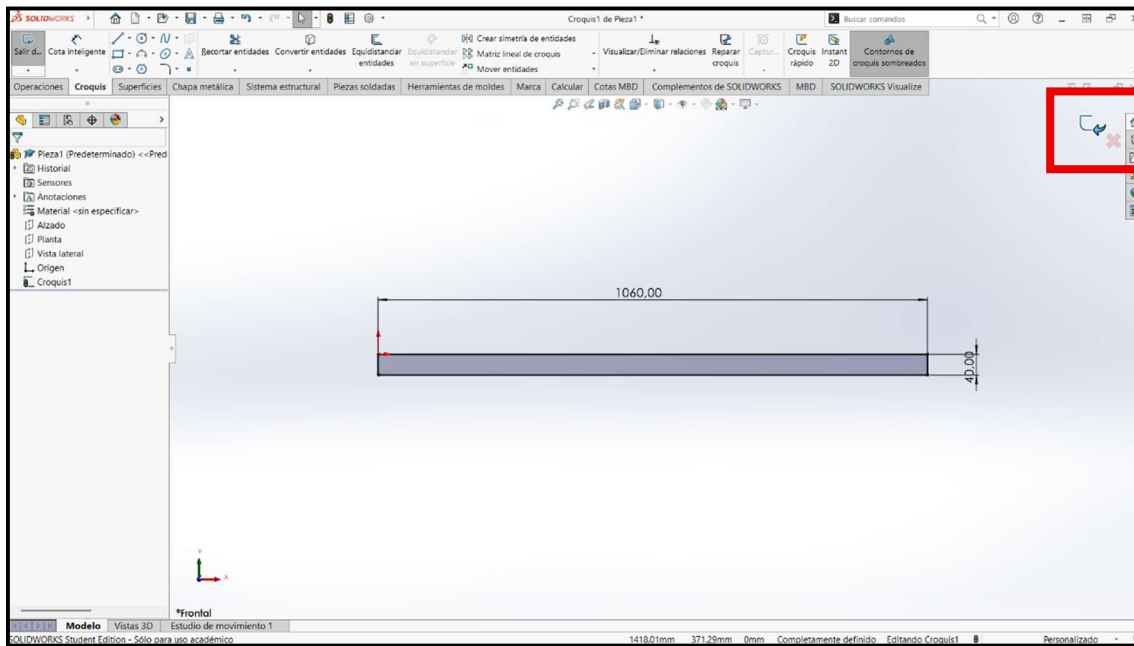 SOLIDWORKS
Croquis1 de Pieza1 *
Buscar comandos
Salir d... Cota inteligente Recortar entidades Convertir entidades Equidistanciar entidades Equidistanciar en superficie Crear simetría de entidades Visualizar/Eliminar relaciones Reparar croquis Captur... Croquis rápido Instant 2D Contornos de croquis sombreados
Matriz lineal de croquis
Mover entidades
Operaciones Croquis Superficies Chapa metálica Sistema estructural Piezas soldadas Herramientas de moldes Marca Calcular Cotas MBD Complementos de SOLIDWORKS MBD SOLIDWORKS Visualize
Pieza1 (Predeterminado) <<Pred
Historial
Sensores
Anotaciones
Material <sin especificar>
Alzado
Planta
Vista lateral
Origen
Croquis1
1060,00
40,00
Y
X
*Frontal
Modelo Vistas 3D Estudio de movimiento 1
SOLIDWORKS Student Edition - Sólo para uso académico 1418.01mm 371.29mm 0mm Completamente definido Editando Croquis1 Personalizado